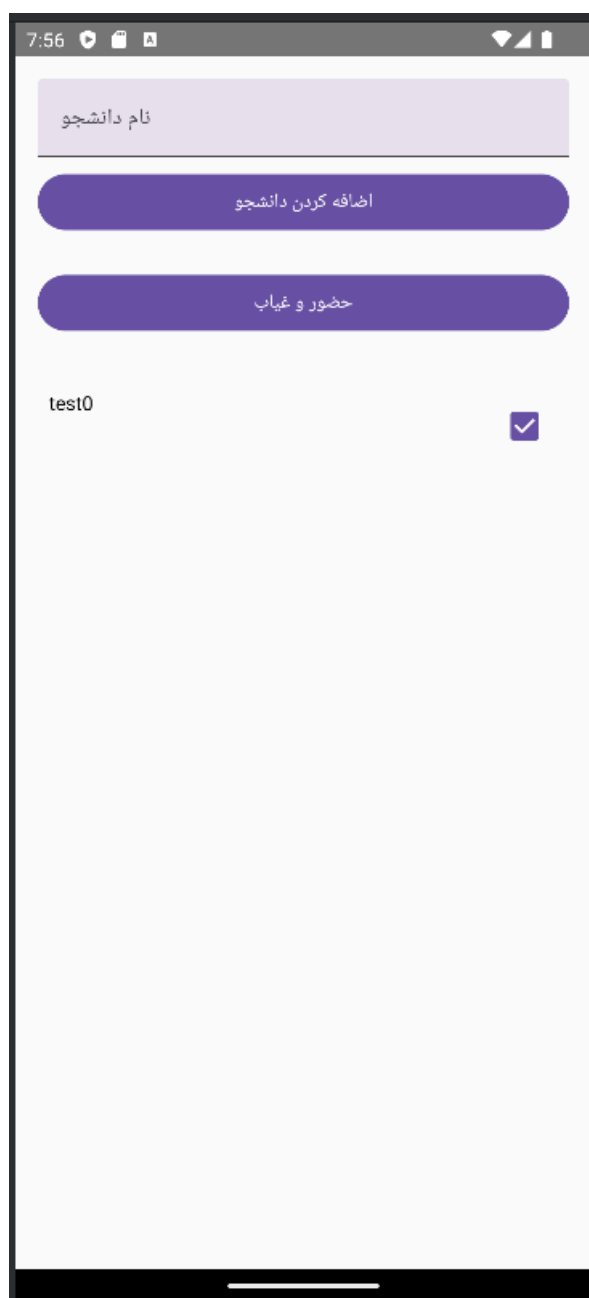 7:56
نام دانشجو
اضافه کردن دانشجو
حضور و غیاب
test0